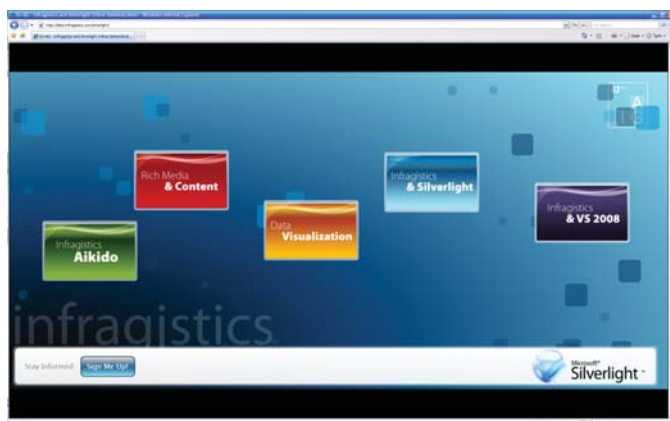 Rich Media
& Content
Infragistics
& Silverlight
Infragistics
& VS 2008
Data
Visualization
Infragistics
Aikido
infragistics
Stay Informed
Sign Me Up!
Microsoft®
Silverlight™